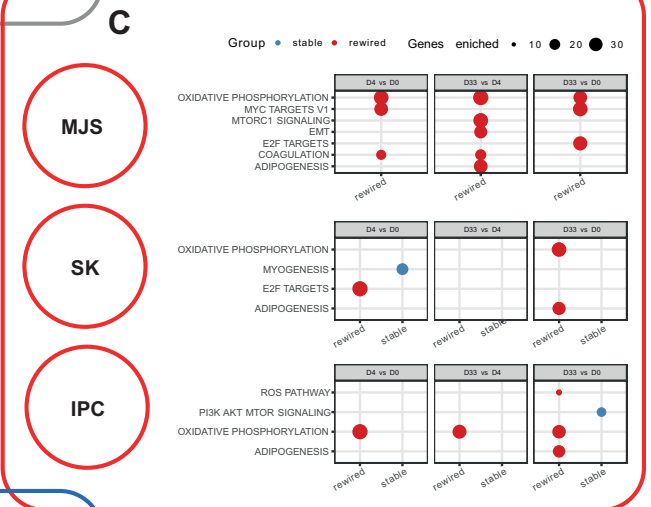 C
Group stable rewired Genes eniched 10 20 30
MJS
D4 vs D0 D33 vs D4 D33 vs D0
OXIDATIVE PHOSPHORYLATION
MYC TARGETS V1
MTORC1 SIGNALING
EMT
E2F TARGETS
COAGULATION
ADIPOGENESIS
rewired rewired rewired
SK
D4 vs D0 D33 vs D4 D33 vs D0
OXIDATIVE PHOSPHORYLATION
MYOGENESIS
E2F TARGETS
ADIPOGENESIS
rewired stable rewired stable rewired stable
IPC
D4 vs D0 D33 vs D4 D33 vs D0
ROS PATHWAY
PI3K AKT MTOR SIGNALING
OXIDATIVE PHOSPHORYLATION
ADIPOGENESIS
rewired stable rewired stable rewired stable